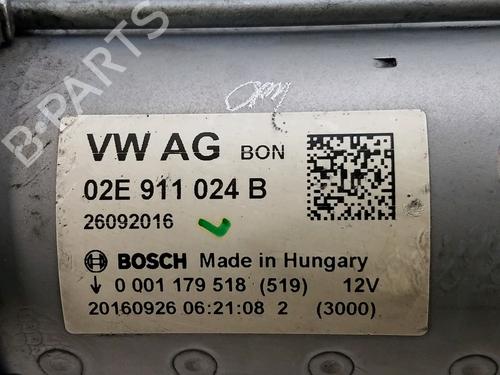 B-PARTS
VW AG BON
02E 911 024 B
26092016
BOSCH Made in Hungary
↓ 0 001 179 518 (519) 12V
20160926 06:21:08 2 (3000)